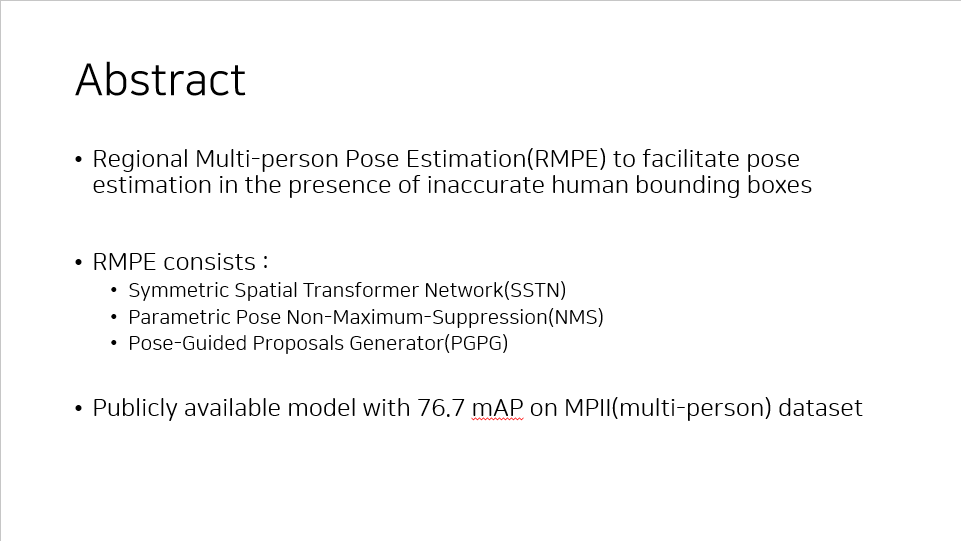 Abstract
• Regional Multi-person Pose Estimation(RMPE) to facilitate pose
estimation in the presence of inaccurate human bounding boxes
• RMPE consists :
• Symmetric Spatial Transformer Network(SSTN)
• Parametric Pose Non-Maximum-Suppression(NMS)
• Pose-Guided Proposals Generator(PGPG)
• Publicly available model with 76.7 mAP on MPII(multi-person) dataset